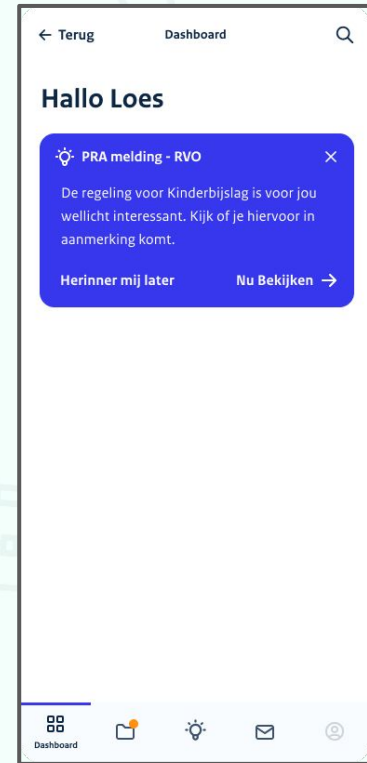 ← Terug
Dashboard
Hallo Loes
PRA melding - RVO
De regeling voor Kinderbijslag is voor jou
wellicht interessant. Kijk of je hiervoor in
aanmerking komt.
Herinner mij later
Nu Bekijken →
Dashboard